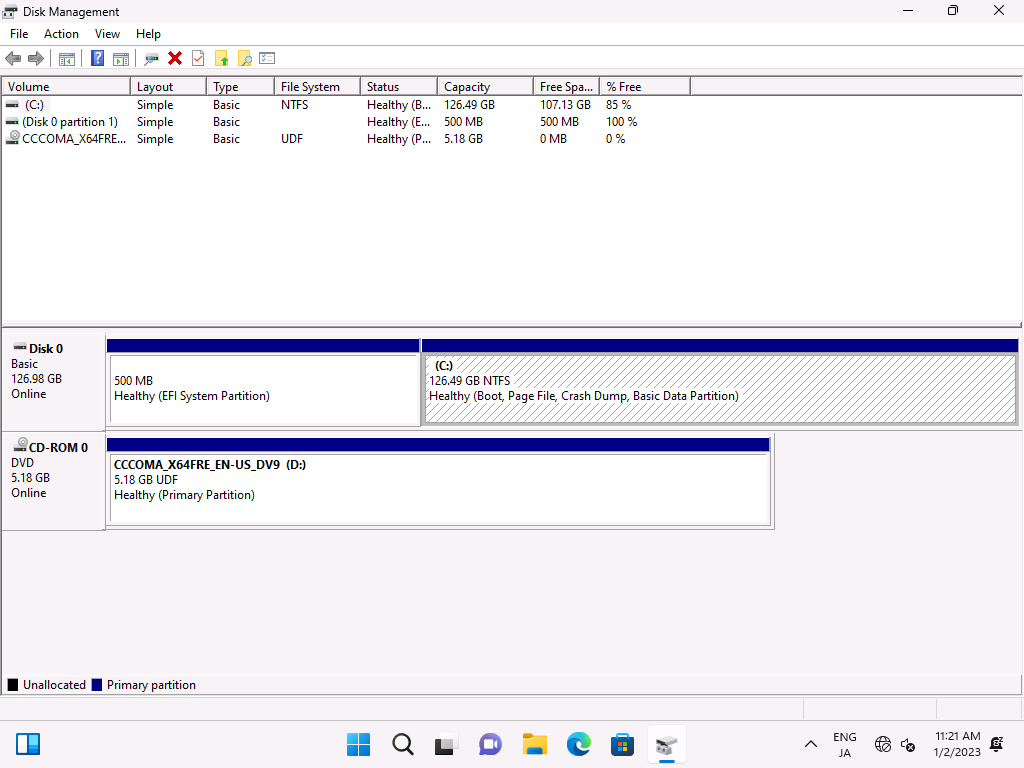 Disk Management
File Action View Help
Volume Layout Type File System Status Capacity Free Spa... % Free
(C:) Simple Basic NTFS Healthy (B... 126.49 GB 107.13 GB 85 %
(Disk 0 partition 1) Simple Basic Healthy (E... 500 MB 500 MB 100 %
CCCOMA_X64FRE... Simple Basic UDF Healthy (P... 5.18 GB 0 MB 0 %
Disk 0
Basic
126.98 GB
Online
500 MB
Healthy (EFI System Partition)
(C:)
126.49 GB NTFS
Healthy (Boot, Page File, Crash Dump, Basic Data Partition)
CD-ROM 0
DVD
5.18 GB
Online
CCCOMA_X64FRE_EN-US_DV9 (D:)
5.18 GB UDF
Healthy (Primary Partition)
Unallocated Primary partition
ENG
JA
11:21 AM
1/2/2023